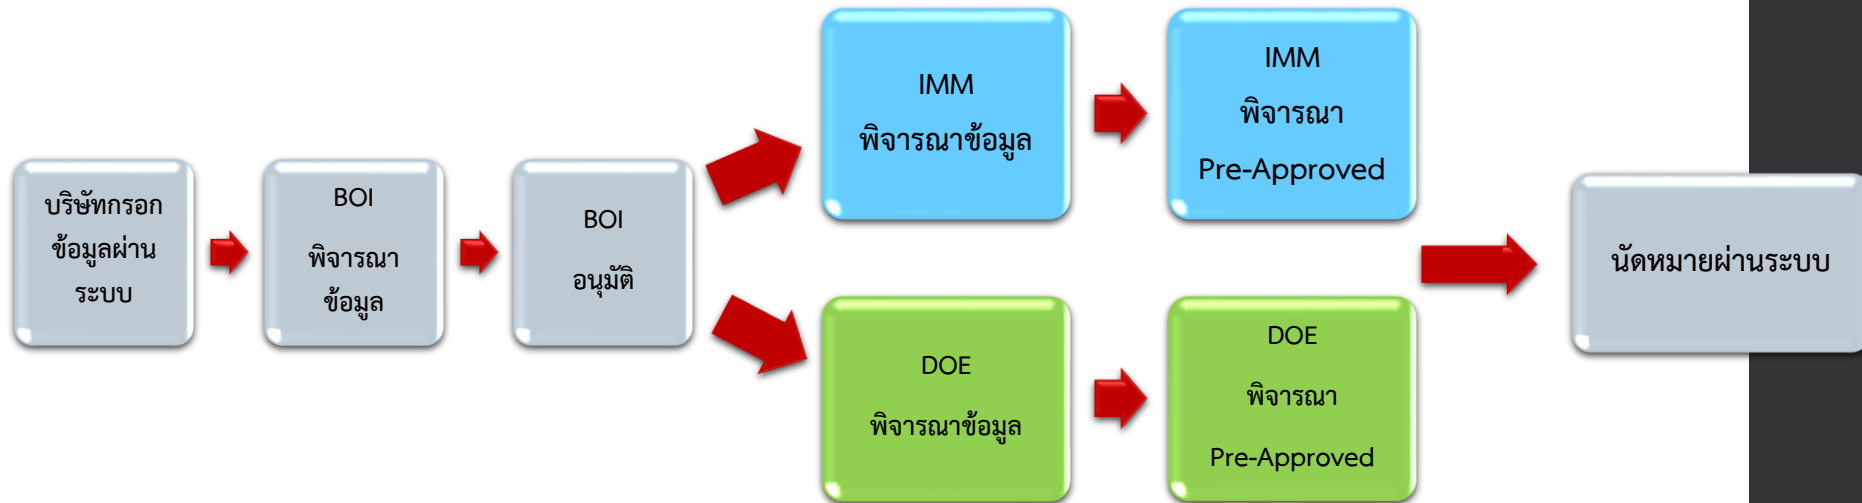 บริษัทกรอก
ข้อมูลผ่าน
ระบบ
BOI
พิจารณา
ข้อมูล
BOI
อนุมัติ
IMM
พิจารณาข้อมูล
IMM
พิจารณา
Pre-Approved
DOE
พิจารณาข้อมูล
DOE
พิจารณา
Pre-Approved
นัดหมายผ่านระบบ